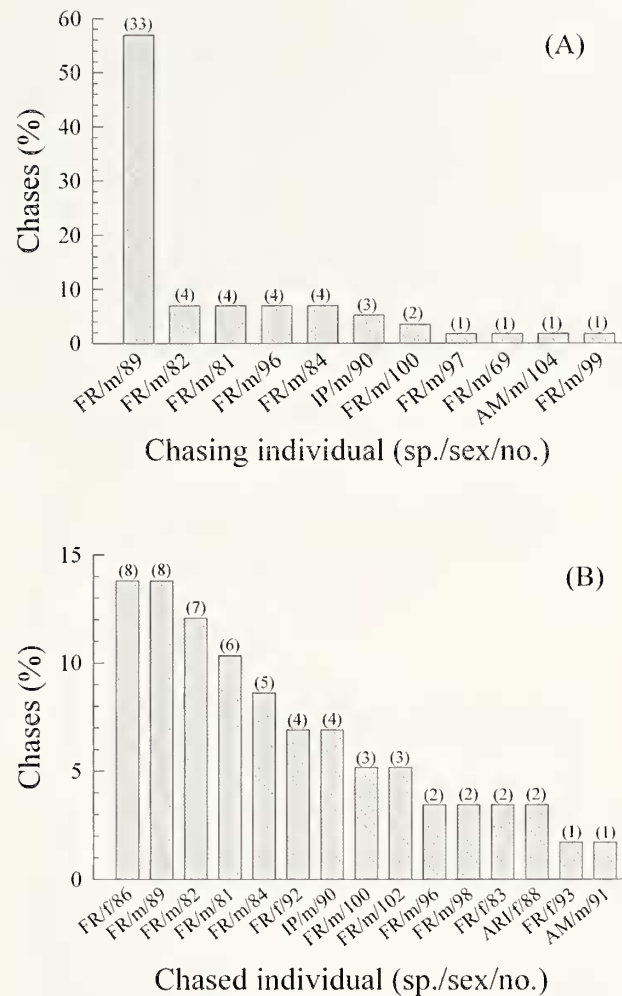 (A)
Chases (%)
60
50
40
30
20
10
0
(33)
(4)
(4)
(4)
(4)
(3)
(2)
(1)
(1)
(1)
(1)
FR/m/89
FR/m/82
FR/m/81
FR/m/96
FR/m/84
IP/m/90
FR/m/100
FR/m/97
FR/m/69
AM/m/104
FR/m/99
Chasing individual (sp./sex/no.)
(B)
Chases (%)
15
10
5
0
(8)
(8)
(7)
(6)
(5)
(4)
(4)
(3)
(3)
(2)
(2)
(2)
(2)
(1)
(1)
FR/f/86
FR/m/89
FR/m/82
FR/m/81
FR/m/84
FR/f/92
IP/m/90
FR/m/100
FR/m/102
FR/m/96
FR/m/98
FR/f/83
ARI/f/88
FR/f/93
AM/m/91
Chased individual (sp./sex/no.)